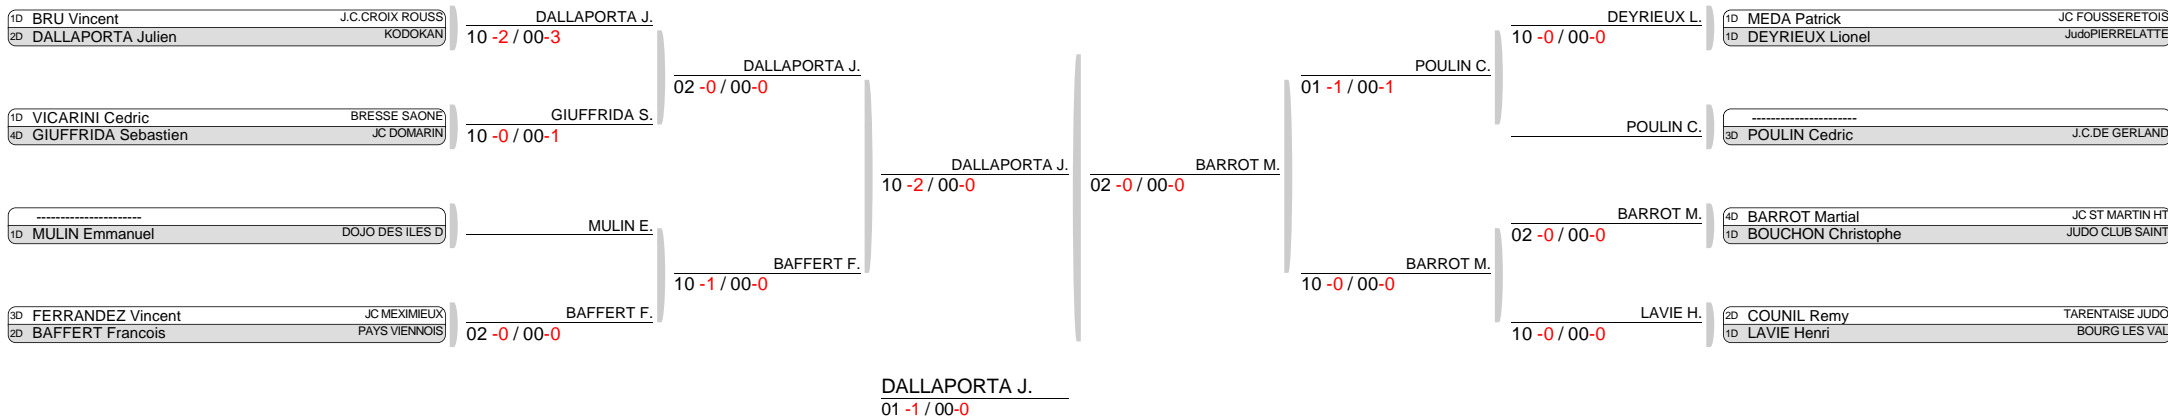 1D BRU Vincent J.C.CROIX ROUSS
2D DALLAPORTA Julien KODOKAN
DALLAPORTA J.
10 -2 / 00-3
1D VICARINI Cedric BRESSE SAONE
4D GIUFFRIDA Sebastien JC DOMARIN
GIUFFRIDA S.
10 -0 / 00-1
DALLAPORTA J.
02 -0 / 00-0
----------------------
1D MULIN Emmanuel DOJO DES ILES D
MULIN E.
3D FERRANDEZ Vincent JC MEXIMIEUX
2D BAFFERT Francois PAYS VIENNOIS
BAFFERT F.
02 -0 / 00-0
BAFFERT F.
10 -1 / 00-0
DALLAPORTA J.
10 -2 / 00-0
DALLAPORTA J.
01 -1 / 00-0
BARROT M.
02 -0 / 00-0
POULIN C.
01 -1 / 00-1
DEYRIEUX L.
10 -0 / 00-0
1D MEDA Patrick JC FOUSSERETOIS
1D DEYRIEUX Lionel JudoPIERRELATTE
POULIN C.
----------------------
3D POULIN Cedric J.C.DE GERLAND
BARROT M.
10 -0 / 00-0
BARROT M.
02 -0 / 00-0
4D BARROT Martial JC ST MARTIN HT
1D BOUCHON Christophe JUDO CLUB SAINT
LAVIE H.
10 -0 / 00-0
2D COUNIL Remy TARENTAISE JUDO
1D LAVIE Henri BOURG LES VAL